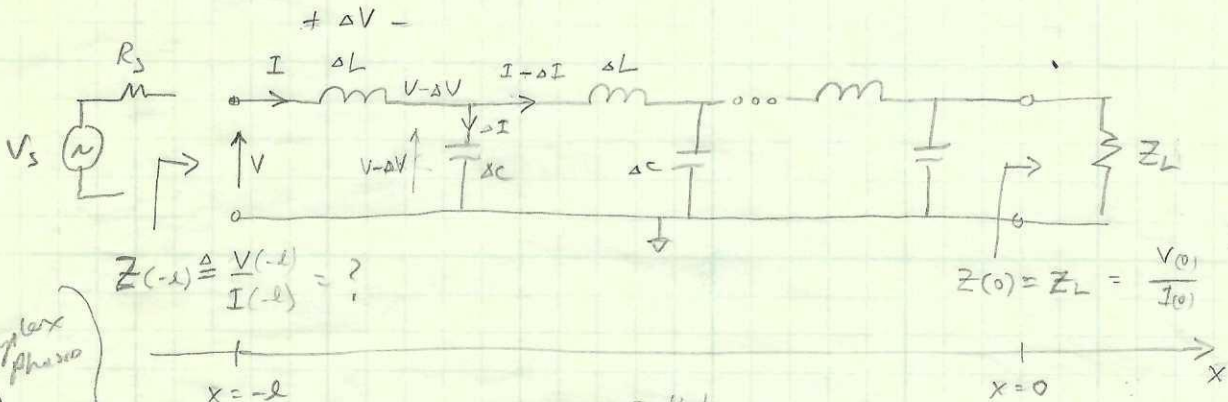 + ΔV -
R_s I ΔL V-ΔV I-ΔI ΔL
V_s V V-ΔV ΔI ΔC ΔC Z_L
Z(-l) ≜ V(-l) / I(-l) = ?
Z(0) = Z_L = V(0) / I(0)
x = -l x = 0 x